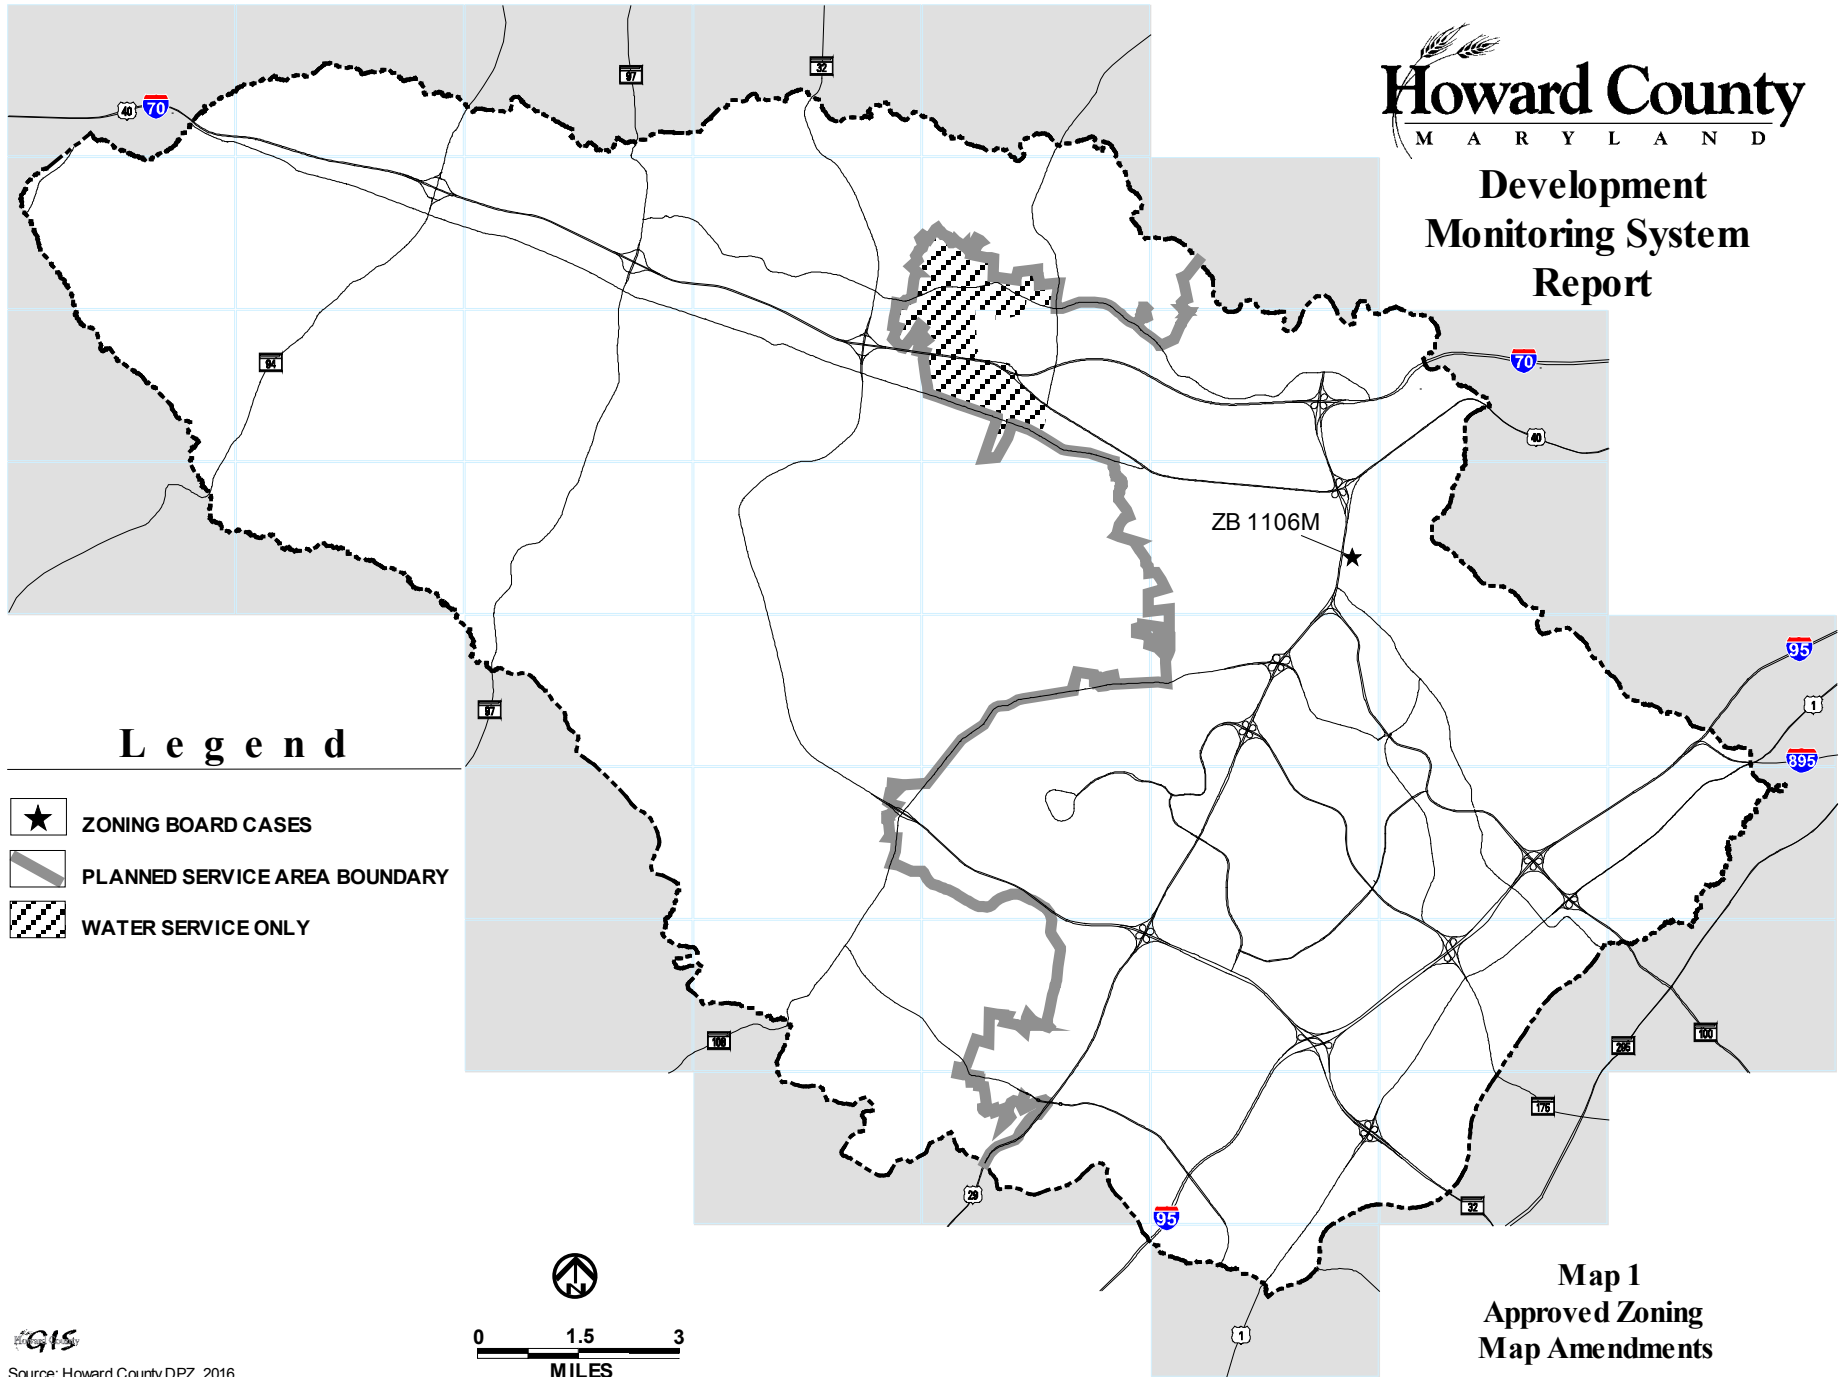 Howard County
MARYLAND
Development
Monitoring System
Report
40
70
97
32
94
70
40
ZB 1106M
95
1
895
97
Legend
ZONING BOARD CASES
PLANNED SERVICE AREA BOUNDARY
WATER SERVICE ONLY
108
100
295
175
29
32
95
1
N
0 1.5 3
MILES
Map 1
Approved Zoning
Map Amendments
GIS
Source: Howard County DPZ, 2016